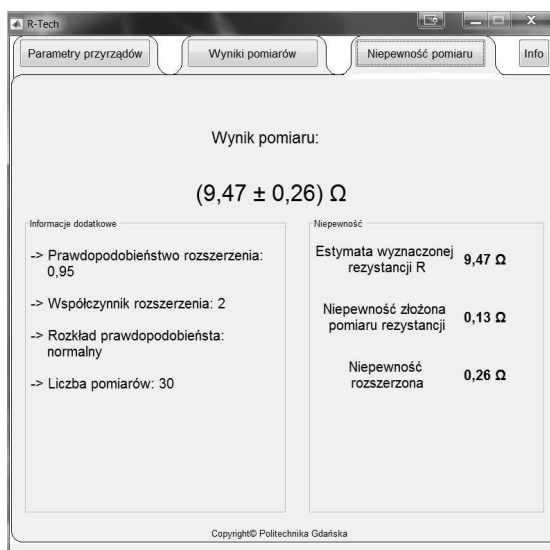 R-Tech
Parametry przyrządów
Wyniki pomiarów
Niepewność pomiaru
Info
Wynik pomiaru:
(9,47 ± 0,26) Ω
Informacje dodatkowe
-> Prawdopodobieństwo rozszerzenia:
0,95
-> Współczynnik rozszerzenia: 2
-> Rozkład prawdopodobieństa:
normalny
-> Liczba pomiarów: 30
Niepewność
Estymata wyznaczonej
rezystancji R
9,47 Ω
Niepewność złożona
pomiaru rezystancji
0,13 Ω
Niepewność
rozszerzona
0,26 Ω
Copyright© Politechnika Gdańska